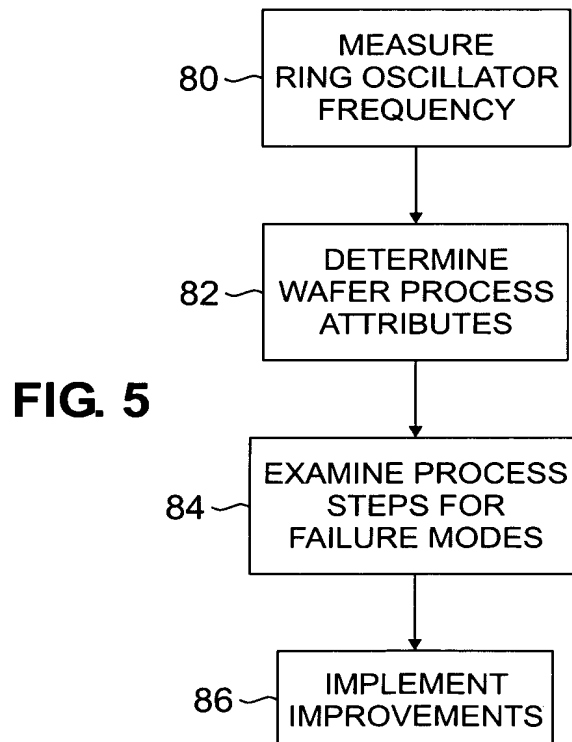 80
MEASURE
RING OSCILLATOR
FREQUENCY
82
DETERMINE
WAFER PROCESS
ATTRIBUTES
FIG. 5
84
EXAMINE PROCESS
STEPS FOR
FAILURE MODES
86
IMPLEMENT
IMPROVEMENTS